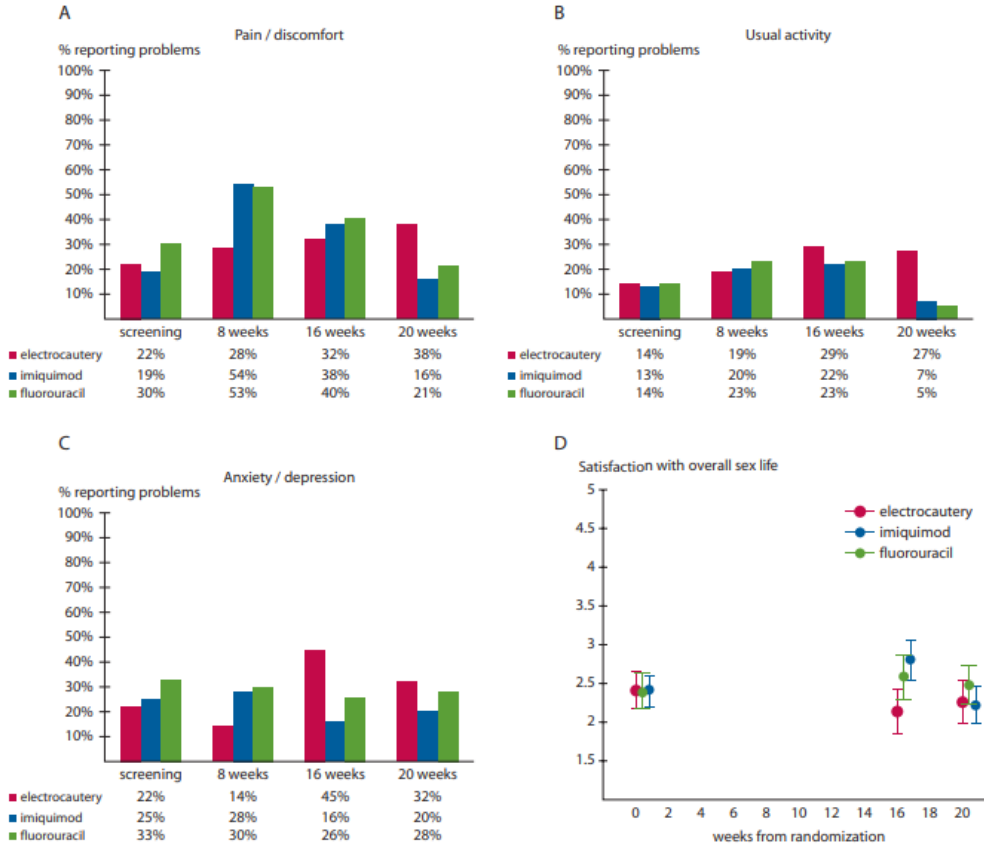 A
Pain / discomfort
% reporting problems
100%
90%
80%
70%
60%
50%
40%
30%
20%
10%
screening 8 weeks 16 weeks 20 weeks
electrocautery 22% 28% 32% 38%
imiquimod 19% 54% 38% 16%
fluorouracil 30% 53% 40% 21%
B
Usual activity
% reporting problems
100%
90%
80%
70%
60%
50%
40%
30%
20%
10%
screening 8 weeks 16 weeks 20 weeks
electrocautery 14% 19% 29% 27%
imiquimod 13% 20% 22% 7%
fluorouracil 14% 23% 23% 5%
C
Anxiety / depression
% reporting problems
100%
90%
80%
70%
60%
50%
40%
30%
20%
10%
screening 8 weeks 16 weeks 20 weeks
electrocautery 22% 14% 45% 32%
imiquimod 25% 28% 16% 20%
fluorouracil 33% 30% 26% 28%
D
Satisfaction with overall sex life
5
4.5
4
3.5
3
2.5
2
1.5
electrocautery
imiquimod
fluorouracil
0 2 4 6 8 10 12 14 16 18 20
weeks from randomization